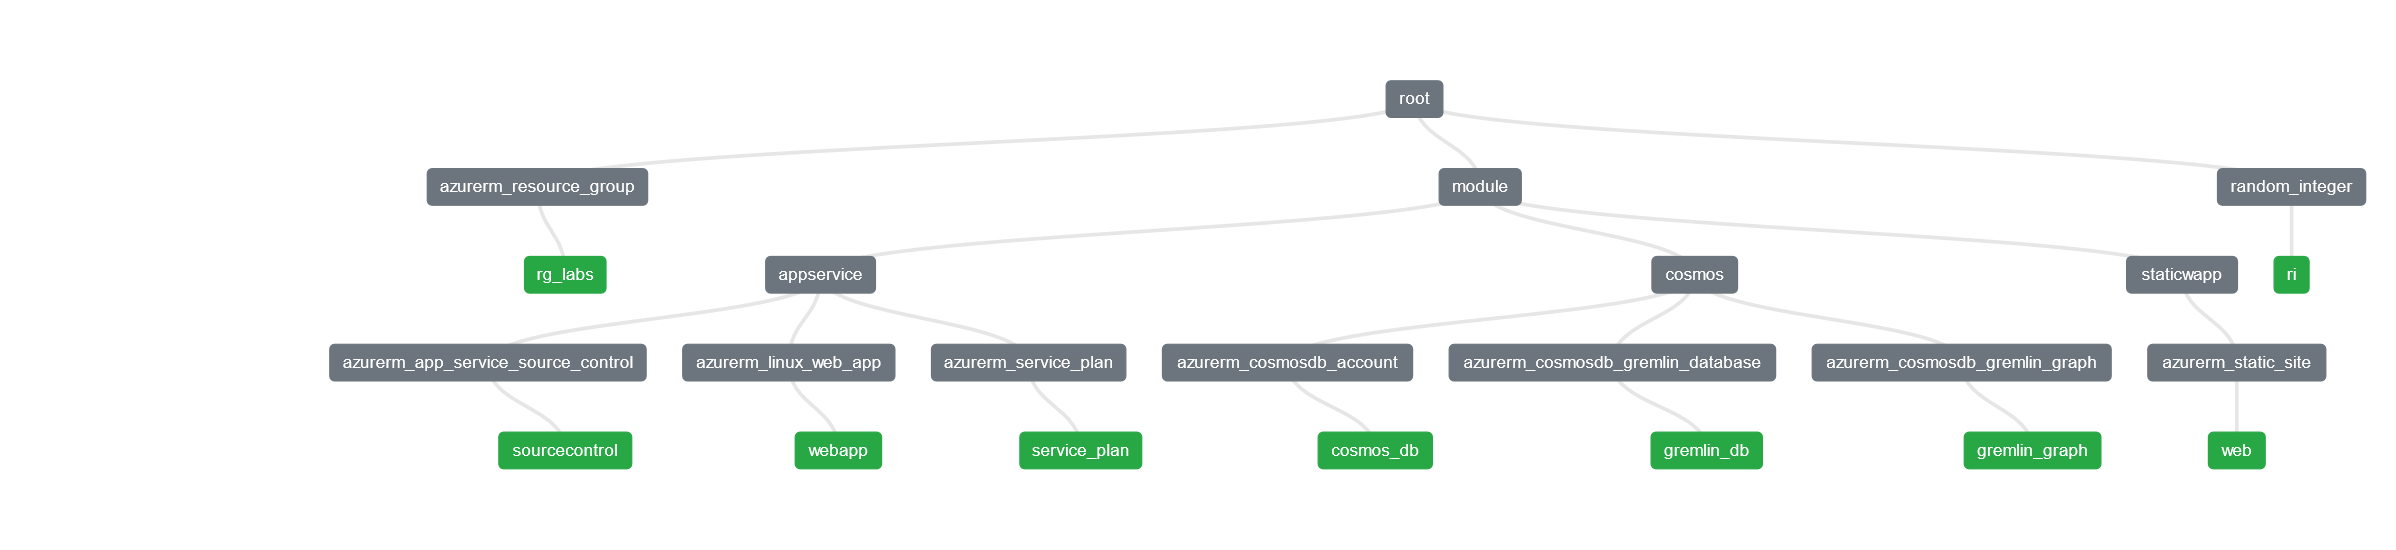 root
azurerm_resource_group
module
random_integer
rg_labs
appservice
cosmos
staticwapp
ri
azurerm_app_service_source_control
azurerm_linux_web_app
azurerm_service_plan
azurerm_cosmosdb_account
azurerm_cosmosdb_gremlin_database
azurerm_cosmosdb_gremlin_graph
azurerm_static_site
sourcecontrol
webapp
service_plan
cosmos_db
gremlin_db
gremlin_graph
web